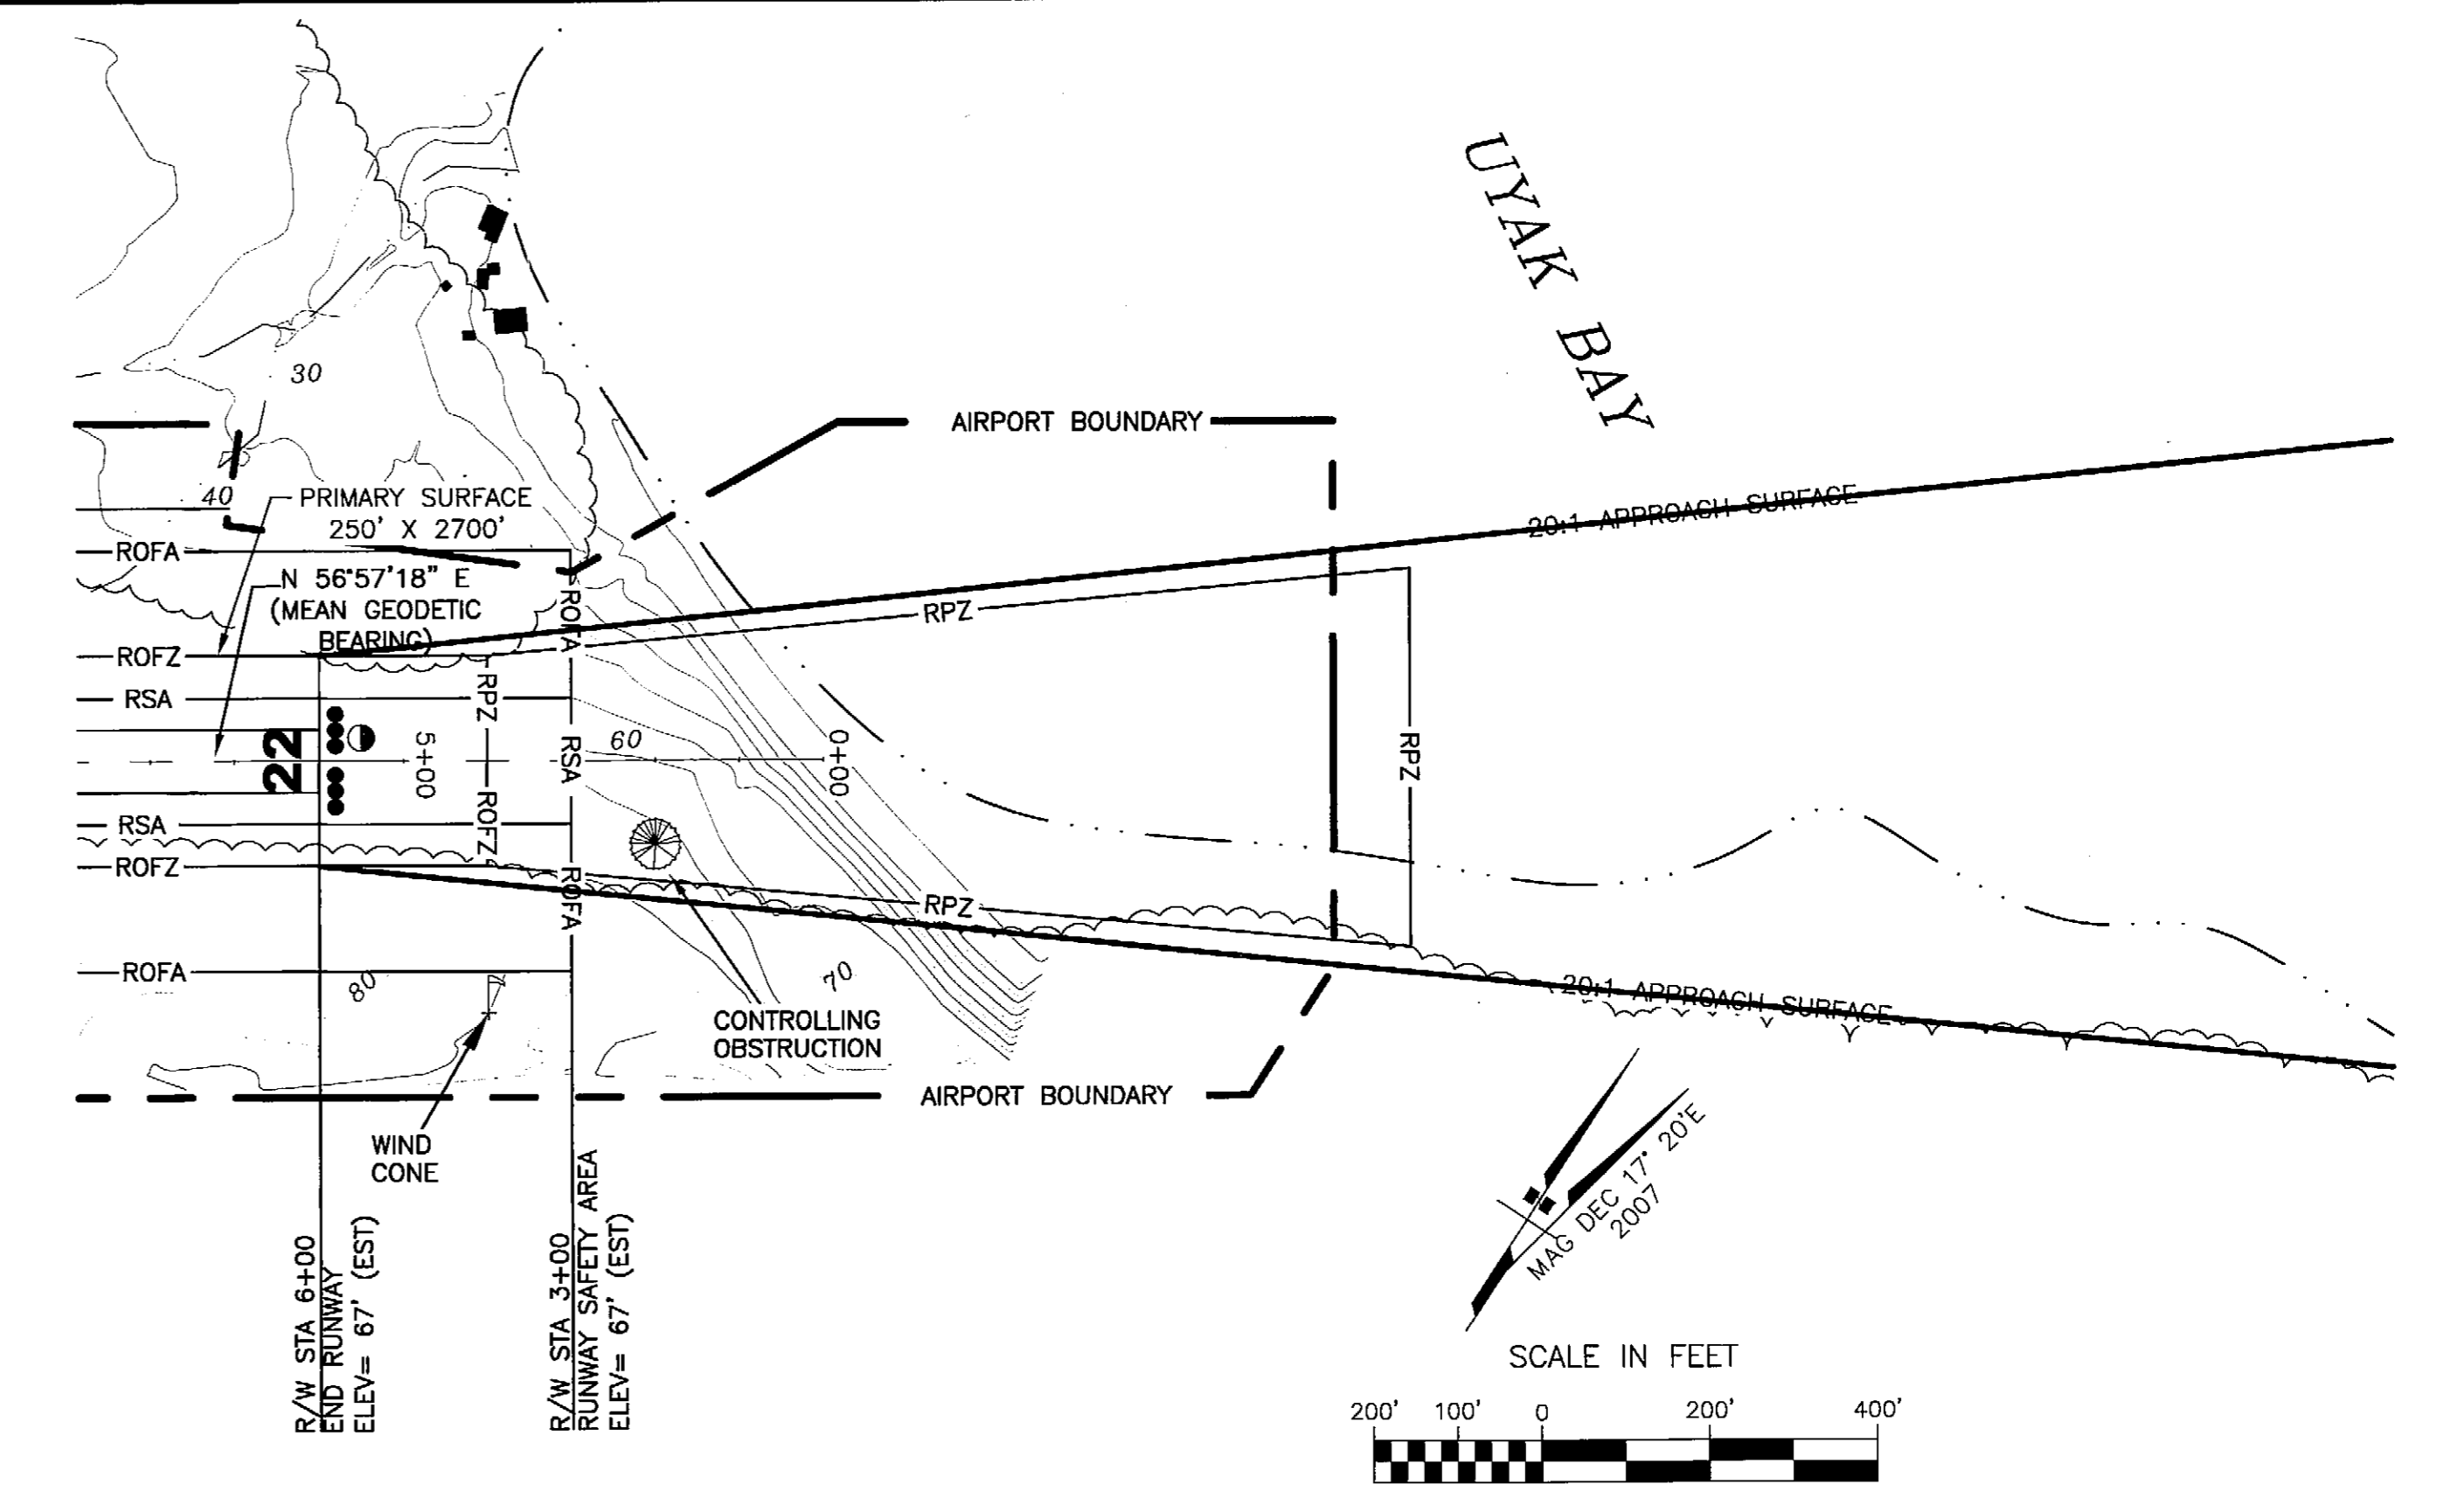 UYAK BAY
30
AIRPORT BOUNDARY
40
PRIMARY SURFACE
250' X 2700'
20:1 APPROACH SURFACE
ROFA
N 56°57'18" E
(MEAN GEODETIC
BEARING)
ROFA
RPZ
ROFZ
RSA
RPZ
22
5+00
RSA
60
0+00
RPZ
RSA
ROFZ
ROFZ
ROFA
RPZ
ROFA
80
70
20:1 APPROACH SURFACE
CONTROLLING
OBSTRUCTION
AIRPORT BOUNDARY
WIND
CONE
MAG DEC 17° 20'E
2007
R/W STA 6+00
END RUNWAY
ELEV= 67' (EST)
R/W STA 3+00
RUNWAY SAFETY AREA
ELEV= 67' (EST)
SCALE IN FEET
200' 100' 0 200' 400'